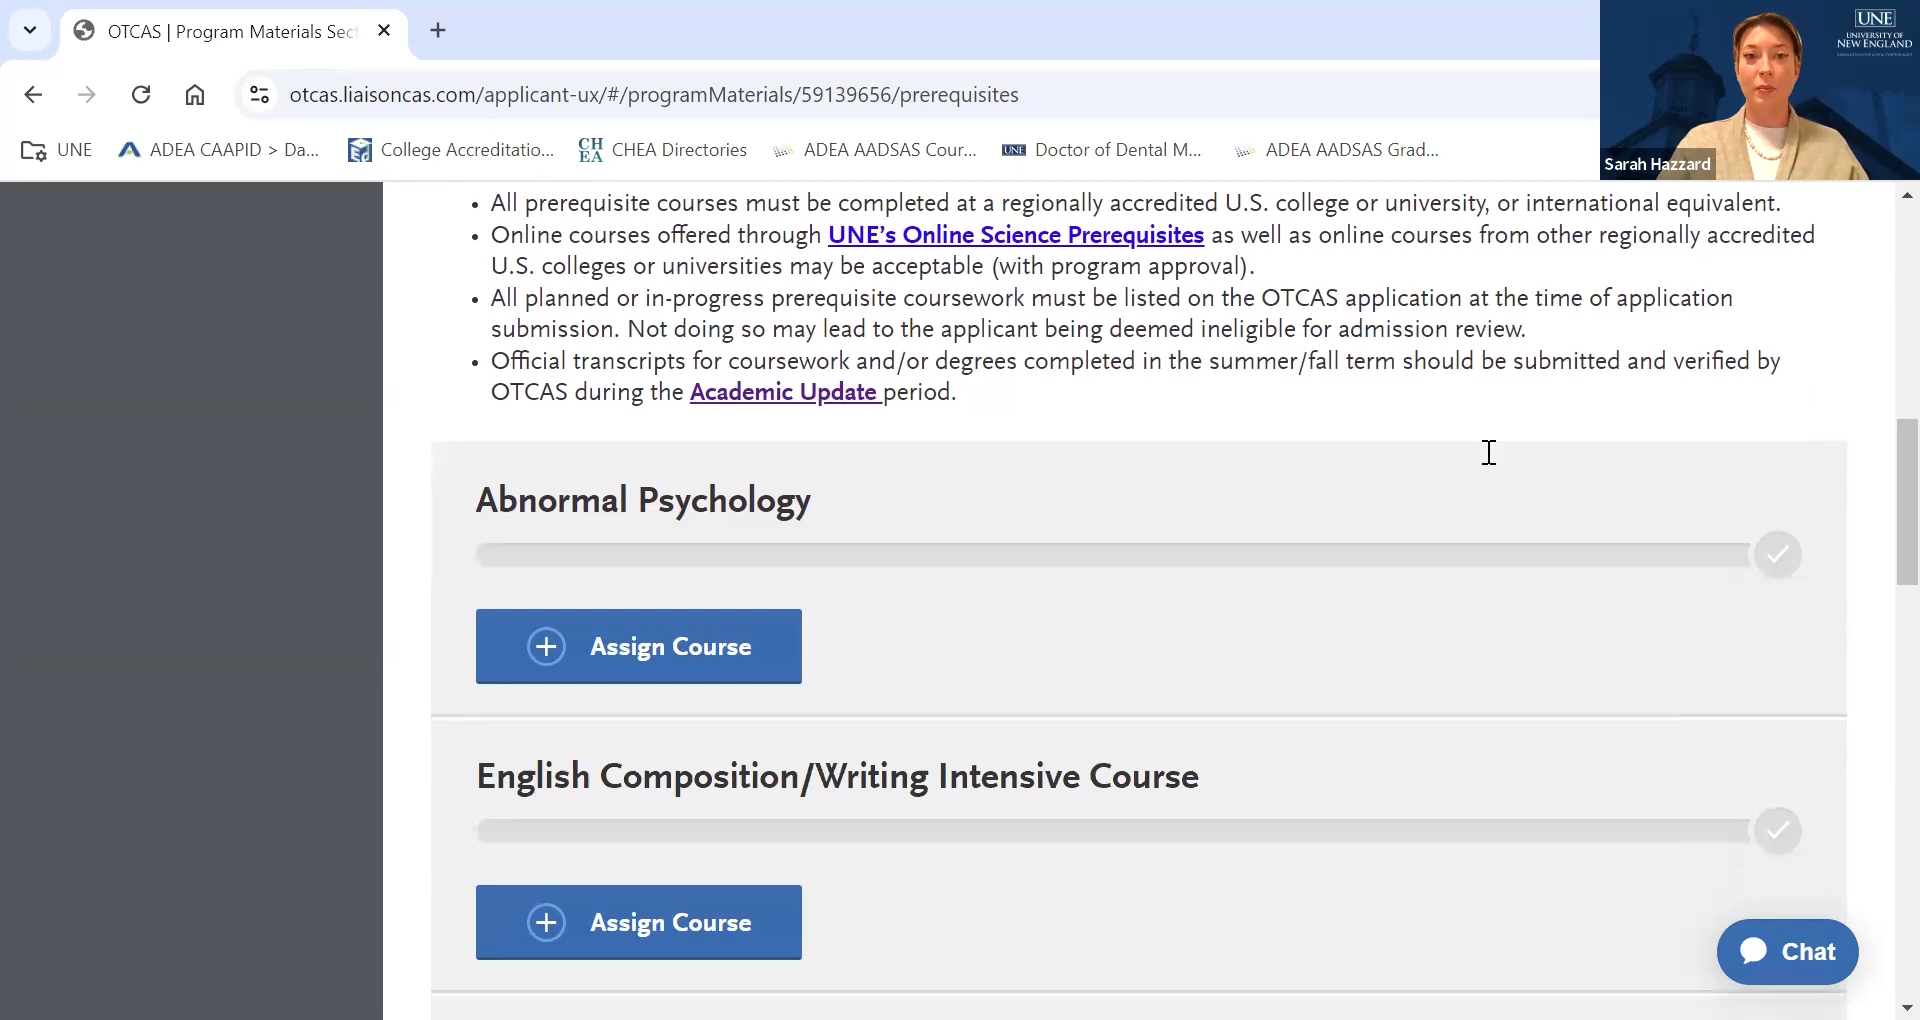 OTCAS | Program Materials Sect
otcas.liaisoncas.com/applicant-ux/#/programMaterials/59139656/prerequisites
UNE
ADEA CAAPID > Da...
College Accreditatio...
CH
EA
CHEA Directories
ADEA AADSAS Cour...
UNE
Doctor of Dental M...
ADEA AADSAS Grad...
UNE
UNIVERSITY OF
NEW ENGLAND
Sarah Hazzard
• All prerequisite courses must be completed at a regionally accredited U.S. college or university, or international equivalent.
• Online courses offered through UNE's Online Science Prerequisites as well as online courses from other regionally accredited
U.S. colleges or universities may be acceptable (with program approval).
• All planned or in-progress prerequisite coursework must be listed on the OTCAS application at the time of application
submission. Not doing so may lead to the applicant being deemed ineligible for admission review.
• Official transcripts for coursework and/or degrees completed in the summer/fall term should be submitted and verified by
OTCAS during the Academic Update period.
Abnormal Psychology
Assign Course
English Composition/Writing Intensive Course
Assign Course
Chat